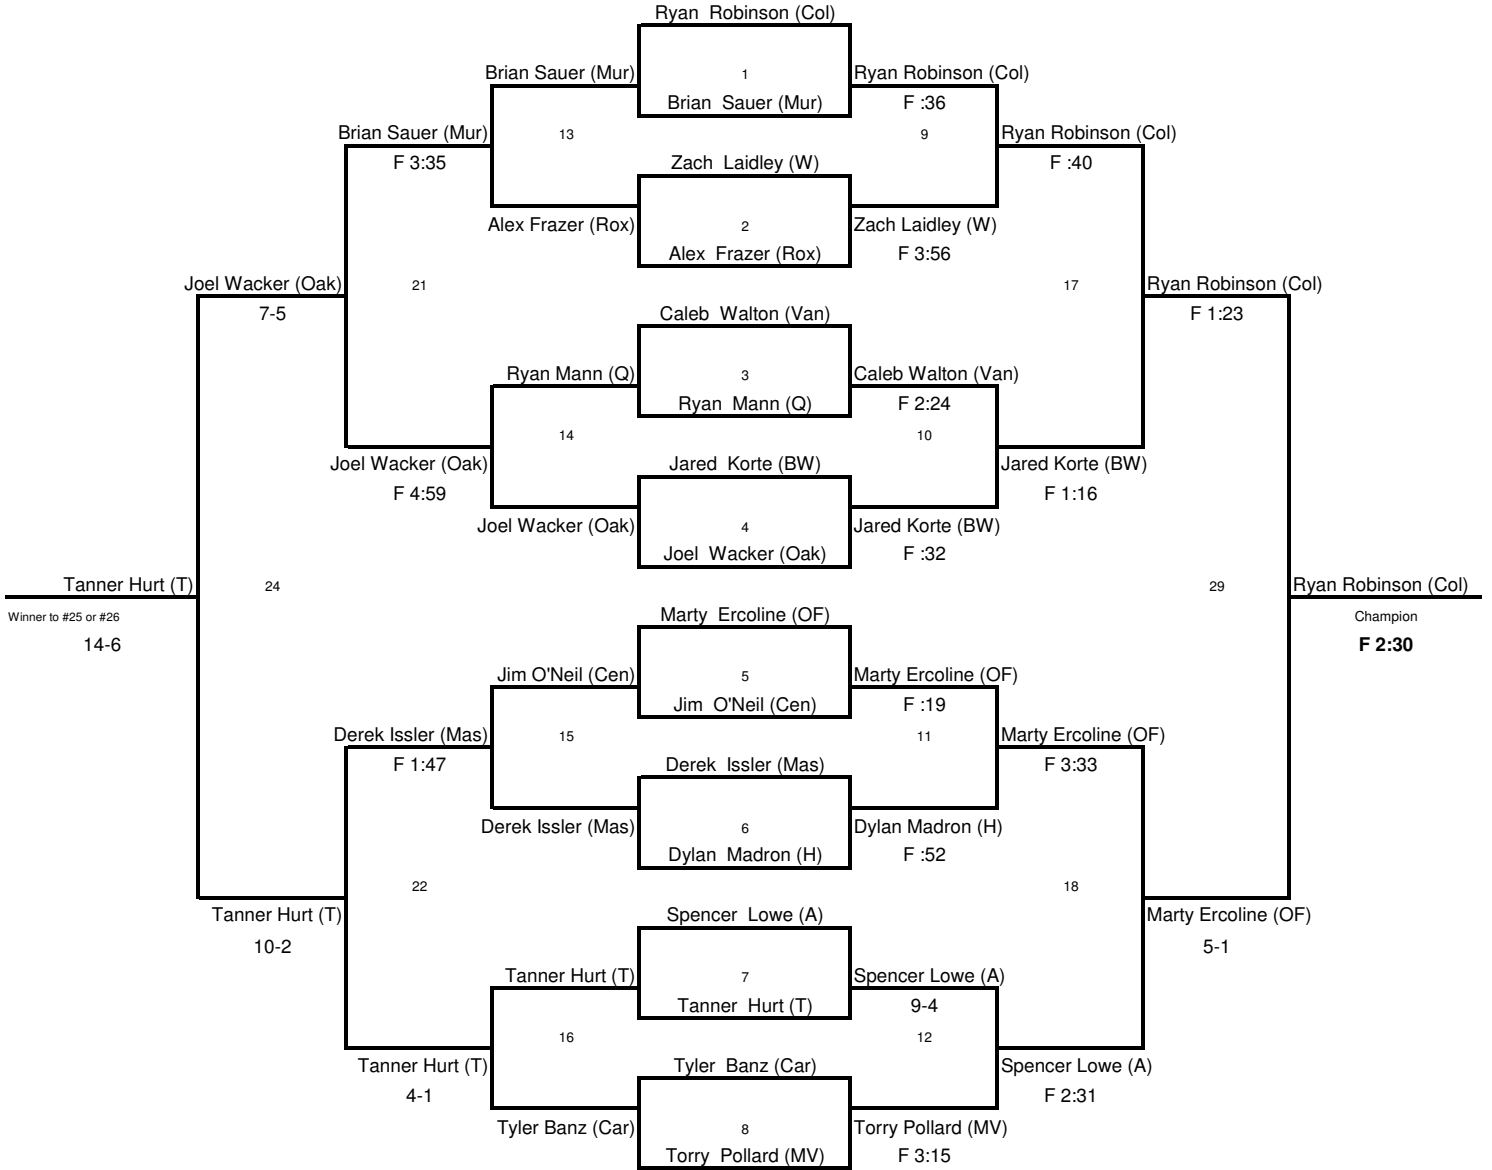 Ryan Robinson (Col)
Brian Sauer (Mur)
1
Ryan Robinson (Col)
Brian Sauer (Mur)
F :36
Brian Sauer (Mur)
13
9
Ryan Robinson (Col)
F 3:35
Zach Laidley (W)
F :40
Alex Frazer (Rox)
2
Zach Laidley (W)
Alex Frazer (Rox)
F 3:56
Joel Wacker (Oak)
21
17
Ryan Robinson (Col)
7-5
Caleb Walton (Van)
F 1:23
Ryan Mann (Q)
3
Caleb Walton (Van)
Ryan Mann (Q)
F 2:24
14
10
Joel Wacker (Oak)
Jared Korte (BW)
Jared Korte (BW)
F 4:59
F 1:16
Joel Wacker (Oak)
4
Jared Korte (BW)
Joel Wacker (Oak)
F :32
Tanner Hurt (T)
24
29
Ryan Robinson (Col)
Winner to #25 or #26
Marty Ercoline (OF)
Champion
14-6
F 2:30
Jim O'Neil (Cen)
5
Marty Ercoline (OF)
Jim O'Neil (Cen)
F :19
Derek Issler (Mas)
15
11
Marty Ercoline (OF)
F 1:47
Derek Issler (Mas)
F 3:33
Derek Issler (Mas)
6
Dylan Madron (H)
Dylan Madron (H)
F :52
22
18
Tanner Hurt (T)
Spencer Lowe (A)
Marty Ercoline (OF)
10-2
5-1
Tanner Hurt (T)
7
Spencer Lowe (A)
Tanner Hurt (T)
9-4
16
12
Tanner Hurt (T)
Tyler Banz (Car)
Spencer Lowe (A)
4-1
F 2:31
Tyler Banz (Car)
8
Torry Pollard (MV)
Torry Pollard (MV)
F 3:15